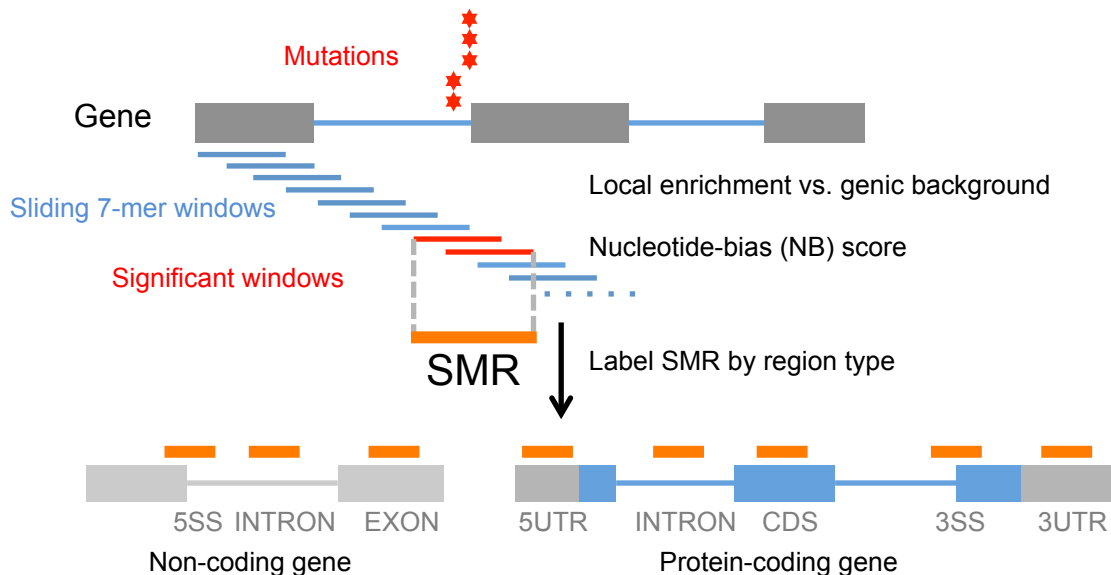 Mutations
Gene
Sliding 7-mer windows
Local enrichment vs. genic background
Nucleotide-bias (NB) score
Significant windows
SMR
Label SMR by region type
5SS INTRON EXON
5UTR INTRON CDS 3SS 3UTR
Non-coding gene
Protein-coding gene